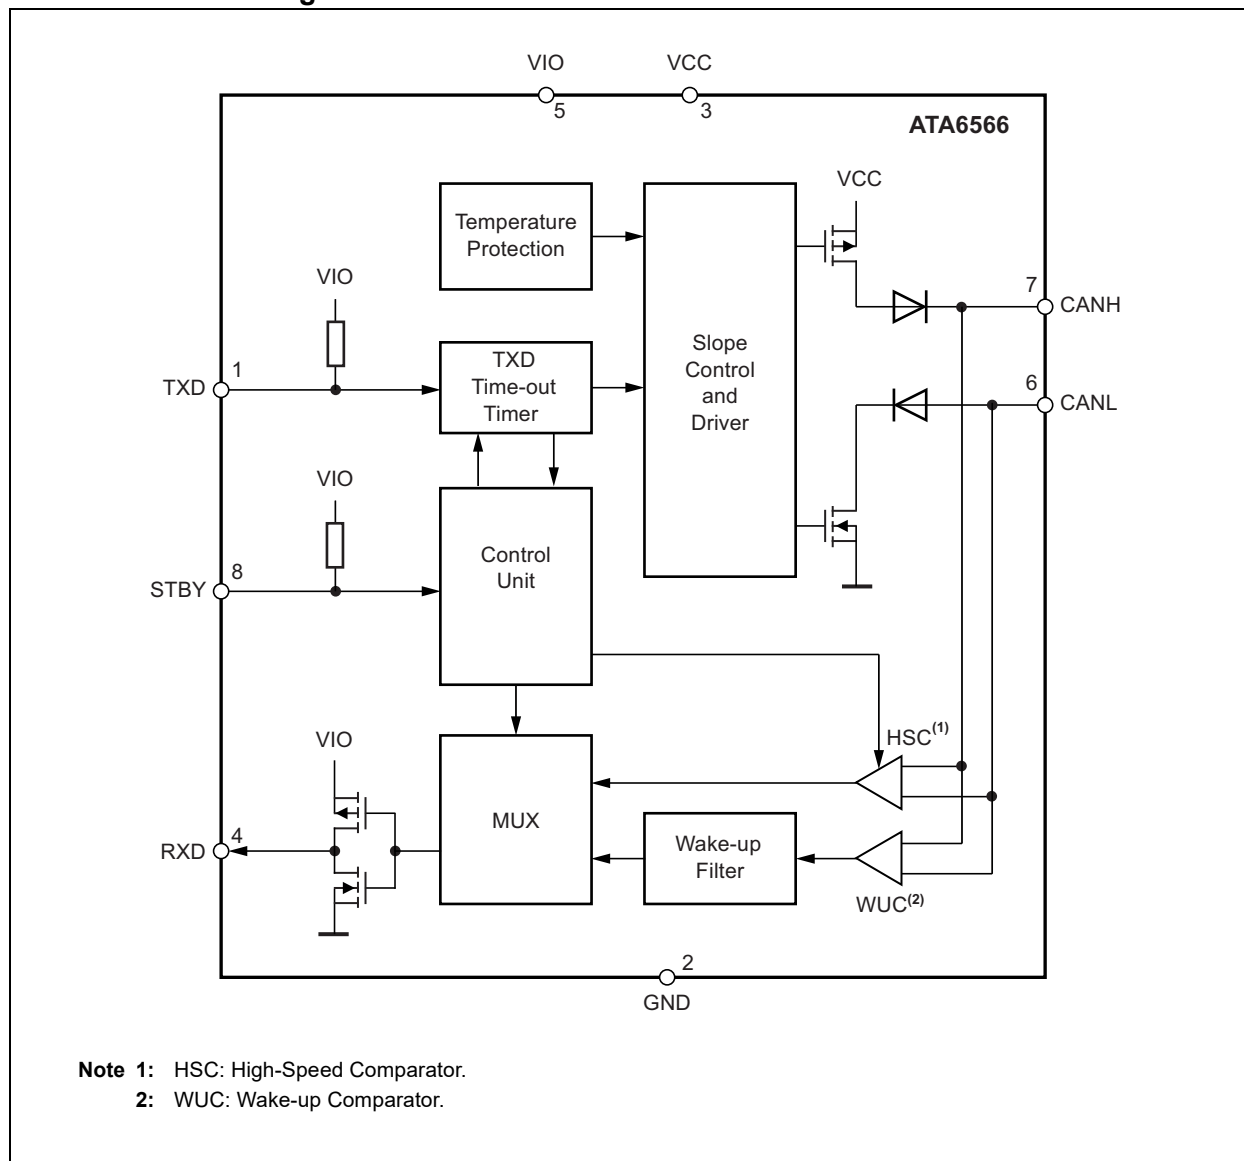 VIO
VCC
5
3
ATA6566
VCC
Temperature
Protection
VIO
7
CANH
TXD
1
TXD
Time-out
Timer
Slope
Control
and
Driver
6
CANL
VIO
STBY
8
Control
Unit
HSC(1)
VIO
MUX
RXD
4
Wake-up
Filter
WUC(2)
2
GND
Note 1: HSC: High-Speed Comparator.
2: WUC: Wake-up Comparator.